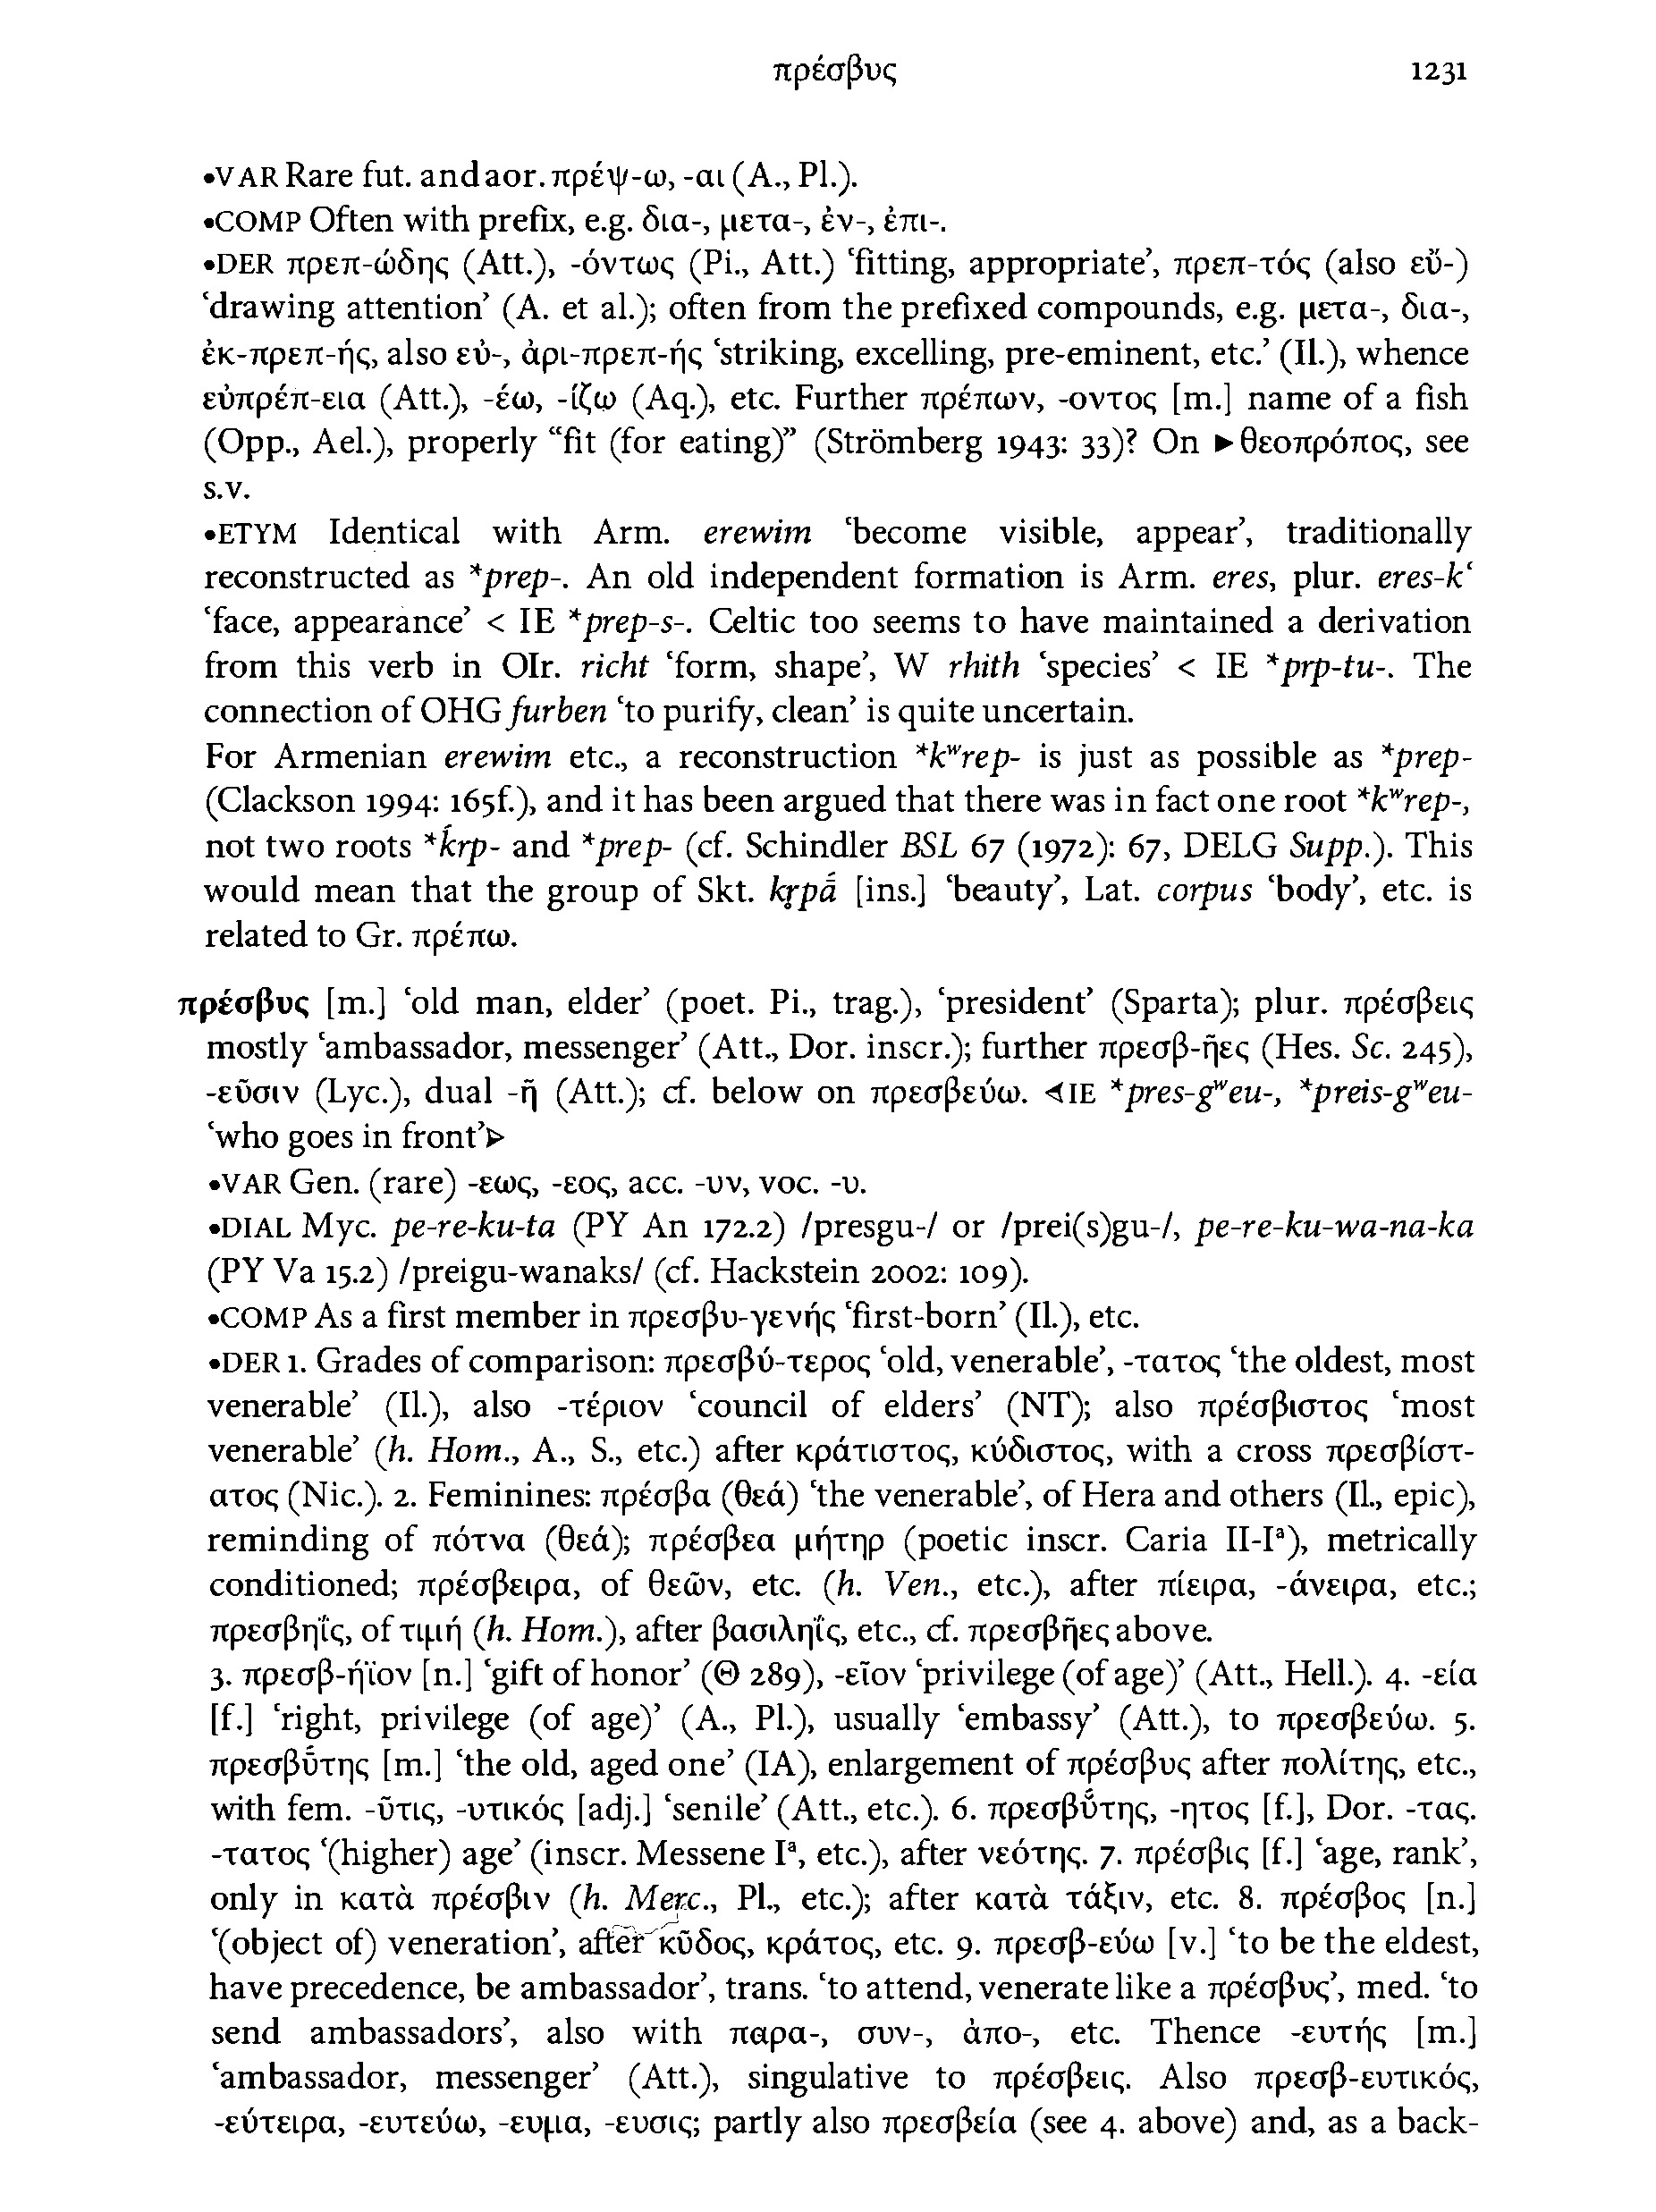 πρέσβυς 1231
•VAR Rare fut. and aor. πρέψ-ω, -αι (A., Pl.).
•COMP Often with prefix, e.g. δια-, μετα-, ἐν-, ἐπι-.
•DER πρεπ-ώδης (Att.), -όντως (Pi., Att.) ‘fitting, appropriate’, πρεπ-τός (also εὔ-)
‘drawing attention’ (A. et al.); often from the prefixed compounds, e.g. μετα-, δια-,
ἐκ-πρεπ-ής, also εὐ-, ἀρι-πρεπ-ής ‘striking, excelling, pre-eminent, etc.’ (Il.), whence
εὐπρέπ-εια (Att.), -έω, -ίζω (Aq.), etc. Further πρέπων, -οντος [m.] name of a fish
(Opp., Ael.), properly “fit (for eating)” (Strömberg 1943: 33)? On ►θεοπρόπος, see
s.v.
•ETYM Identical with Arm. erewim ‘become visible, appear’, traditionally
reconstructed as *prep-. An old independent formation is Arm. eres, plur. eres-kʿ
‘face, appearance’ < IE *prep-s-. Celtic too seems to have maintained a derivation
from this verb in OIr. richt ‘form, shape’, W rhith ‘species’ < IE *prp-tu-. The
connection of OHG furben ‘to purify, clean’ is quite uncertain.
For Armenian erewim etc., a reconstruction *kʷrep- is just as possible as *prep-
(Clackson 1994: 165f.), and it has been argued that there was in fact one root *kʷrep-,
not two roots *ḱrp- and *prep- (cf. Schindler BSL 67 (1972): 67, DELG Supp.). This
would mean that the group of Skt. kr̥pā́ [ins.] ‘beauty’, Lat. corpus ‘body’, etc. is
related to Gr. πρέπω.
πρέσβυς [m.] ‘old man, elder’ (poet. Pi., trag.), ‘president’ (Sparta); plur. πρέσβεις
mostly ‘ambassador, messenger’ (Att., Dor. inscr.); further πρεσβ-ῆες (Hes. Sc. 245),
-εῦσιν (Lyc.), dual -ῆ (Att.); cf. below on πρεσβεύω. ⊲IE *pres-gʷeu-, *preis-gʷeu-
‘who goes in front’⊳
•VAR Gen. (rare) -εως, -εος, acc. -υν, voc. -υ.
•DIAL Myc. pe-re-ku-ta (PY An 172.2) /presgu-/ or /prei(s)gu-/, pe-re-ku-wa-na-ka
(PY Va 15.2) /preigu-wanaks/ (cf. Hackstein 2002: 109).
•COMP As a first member in πρεσβυ-γενής ‘first-born’ (Il.), etc.
•DER 1. Grades of comparison: πρεσβύ-τερος ‘old, venerable’, -τατος ‘the oldest, most
venerable’ (Il.), also -τέριον ‘council of elders’ (NT); also πρέσβιστος ‘most
venerable’ (h. Hom., A., S., etc.) after κράτιστος, κύδιστος, with a cross πρεσβίστ-
ατος (Nic.). 2. Feminines: πρέσβα (θεά) ‘the venerable’, of Hera and others (Il., epic),
reminding of πότνα (θεά); πρέσβεα μήτηρ (poetic inscr. Caria II-Iᵃ), metrically
conditioned; πρέσβειρα, of θεῶν, etc. (h. Ven., etc.), after πίειρα, -άνειρα, etc.;
πρεσβηΐς, of τιμή (h. Hom.), after βασιληΐς, etc., cf. πρεσβῆες above.
3. πρεσβ-ήϊον [n.] ‘gift of honor’ (Θ 289), -εῖον ‘privilege (of age)’ (Att., Hell.). 4. -εία
[f.] ‘right, privilege (of age)’ (A., Pl.), usually ‘embassy’ (Att.), to πρεσβεύω. 5.
πρεσβῡ́της [m.] ‘the old, aged one’ (IA), enlargement of πρέσβυς after πολίτης, etc.,
with fem. -ῦτις, -υτικός [adj.] ‘senile’ (Att., etc.). 6. πρεσβῠ́της, -ητος [f.], Dor. -τας.
-τατος ‘(higher) age’ (inscr. Messene Iᵃ, etc.), after νεότης. 7. πρέσβις [f.] ‘age, rank’,
only in κατὰ πρέσβιν (h. Merc., Pl., etc.); after κατὰ τάξιν, etc. 8. πρέσβος [n.]
‘(object of) veneration’, after κῦδος, κράτος, etc. 9. πρεσβ-εύω [v.] ‘to be the eldest,
have precedence, be ambassador’, trans. ‘to attend, venerate like a πρέσβυς’, med. ‘to
send ambassadors’, also with παρα-, συν-, ἀπο-, etc. Thence -ευτής [m.]
‘ambassador, messenger’ (Att.), singulative to πρέσβεις. Also πρεσβ-ευτικός,
-εύτειρα, -ευτεύω, -ευμα, -ευσις; partly also πρεσβεία (see 4. above) and, as a back-